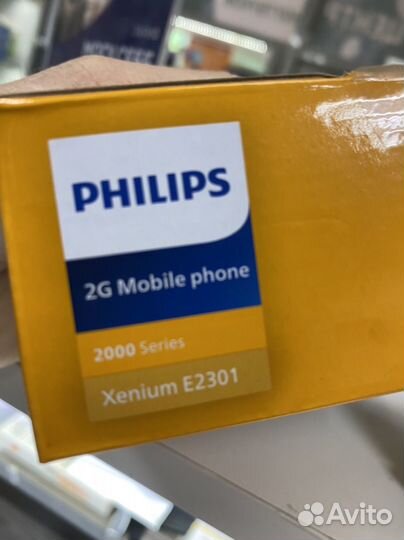 PHILIPS
2G Mobile phone
2000 Series
Xenium E2301
Avito